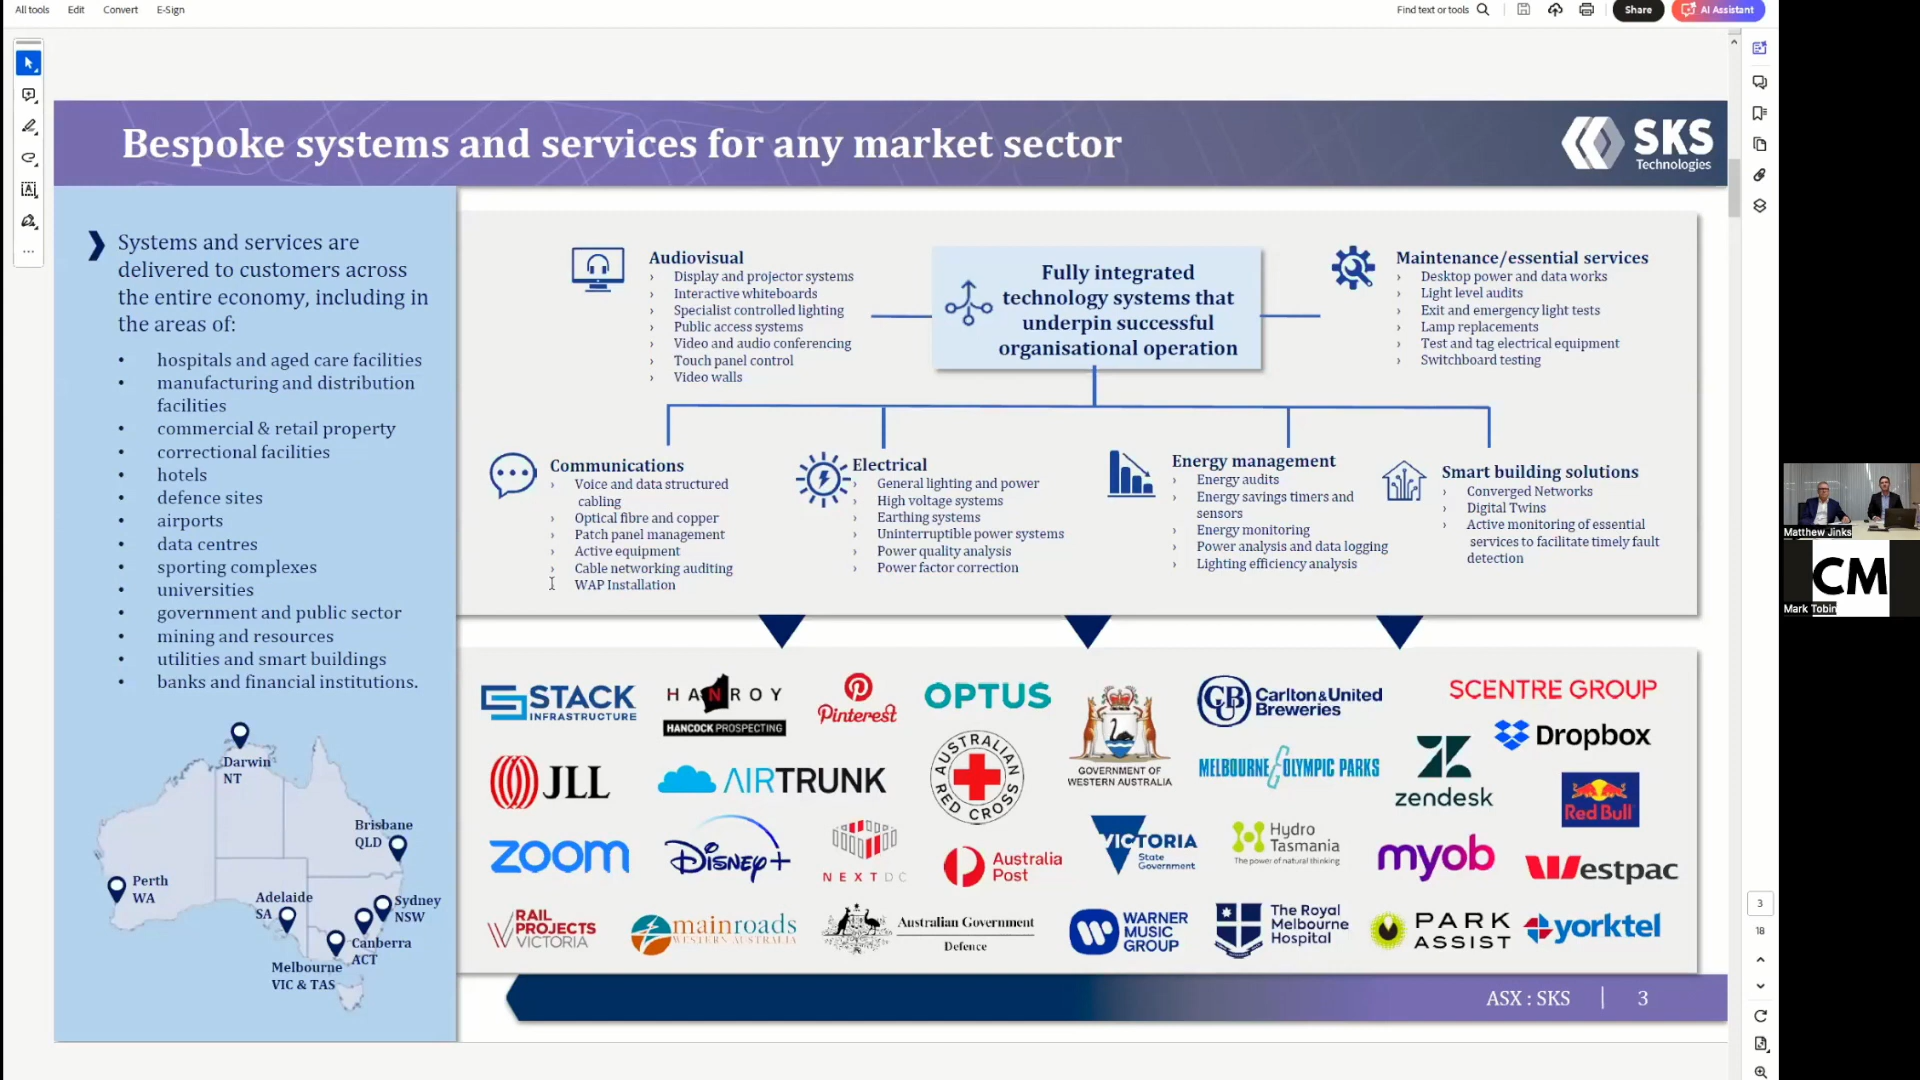 All tools Edit Convert E-Sign
Find text or tools Share AI Assistant
Bespoke systems and services for any market sector
SKS
Technologies
Systems and services are
delivered to customers across
the entire economy, including in
the areas of:
• hospitals and aged care facilities
• manufacturing and distribution
facilities
• commercial & retail property
• correctional facilities
• hotels
• defence sites
• airports
• data centres
• sporting complexes
• universities
• government and public sector
• mining and resources
• utilities and smart buildings
• banks and financial institutions.
Darwin
NT
Brisbane
QLD
Perth
WA
Adelaide
SA
Sydney
NSW
Canberra
ACT
Melbourne
VIC & TAS
Audiovisual
› Display and projector systems
› Interactive whiteboards
› Specialist controlled lighting
› Public access systems
› Video and audio conferencing
› Touch panel control
› Video walls
Fully integrated
technology systems that
underpin successful
organisational operation
Maintenance/essential services
› Desktop power and data works
› Light level audits
› Exit and emergency light tests
› Lamp replacements
› Test and tag electrical equipment
› Switchboard testing
Communications
› Voice and data structured
cabling
› Optical fibre and copper
› Patch panel management
› Active equipment
› Cable networking auditing
› WAP Installation
Electrical
› General lighting and power
› High voltage systems
› Earthing systems
› Uninterruptible power systems
› Power quality analysis
› Power factor correction
Energy management
› Energy audits
› Energy savings timers and
sensors
› Energy monitoring
› Power analysis and data logging
› Lighting efficiency analysis
Smart building solutions
› Converged Networks
› Digital Twins
› Active monitoring of essential
services to facilitate timely fault
detection
STACK
INFRASTRUCTURE
HANROY
HANCOCK PROSPECTING
Pinterest
OPTUS
GOVERNMENT OF
WESTERN AUSTRALIA
CUB Carlton & United
Breweries
SCENTRE GROUP
Dropbox
JLL
AIRTRUNK
AUSTRALIAN
RED CROSS
MELBOURNE OLYMPIC PARKS
zendesk
Red Bull
zoom
Disney+
NEXTDC
Australia
Post
VICTORIA
State
Government
Hydro
Tasmania
The power of natural thinking
myob
Westpac
RAIL
PROJECTS
VICTORIA
mainroads
WESTERN AUSTRALIA
Australian Government
Defence
WARNER
MUSIC
GROUP
The Royal
Melbourne
Hospital
PARK
ASSIST
yorktel
ASX : SKS | 3
3
18
Matthew Jinks
CM
Mark Tobin